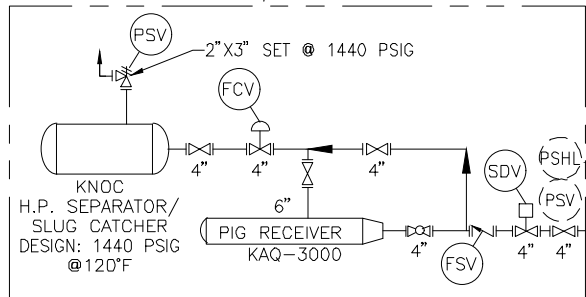 PSV
2"X3" SET @ 1440 PSIG
FCV
4"
4"
4"
KNOC
H.P. SEPARATOR/
SLUG CATCHER
DESIGN: 1440 PSIG
@120°F
6"
PIG RECEIVER
KAQ-3000
4"
FSV
SDV
4"
4"
PSHL
PSV